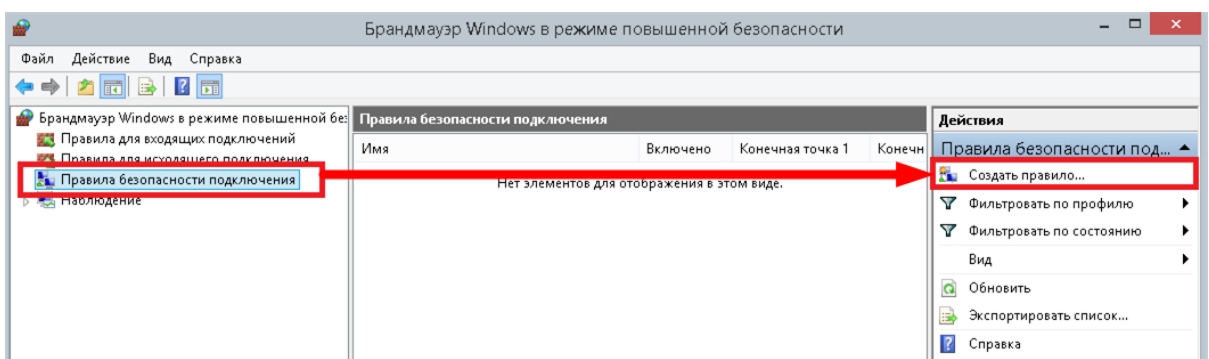 Брандмауэр Windows в режиме повышенной безопасности
Файл Действие Вид Справка
Брандмауэр Windows в режиме повышенной без
Правила для входящих подключений
Правила для исходящего подключения
Правила безопасности подключения
Наблюдение
Правила безопасности подключения
Имя Включено Конечная точка 1 Конечн
Нет элементов для отображения в этом виде.
Действия
Правила безопасности под...
Создать правило...
Фильтровать по профилю
Фильтровать по состоянию
Вид
Обновить
Экспортировать список...
Справка